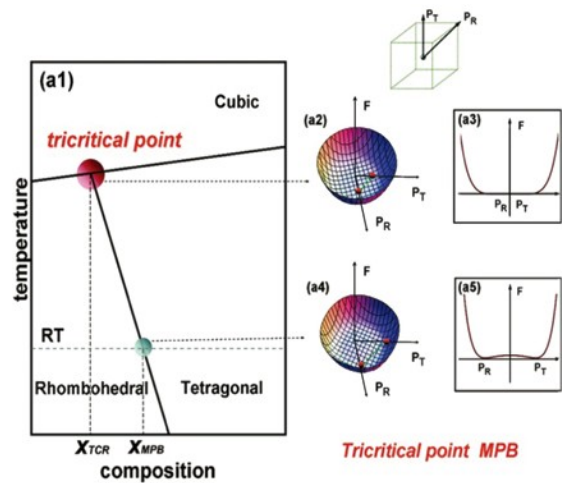 P_T
P_R
(a1)
Cubic
tricritical point
temperature
RT
Rhombohedral
Tetragonal
X_TCR
X_MPB
composition
(a2)
F
P_T
P_R
(a3)
F
P_R
P_T
(a4)
F
P_T
P_R
(a5)
F
P_R
P_T
Tricritical point MPB